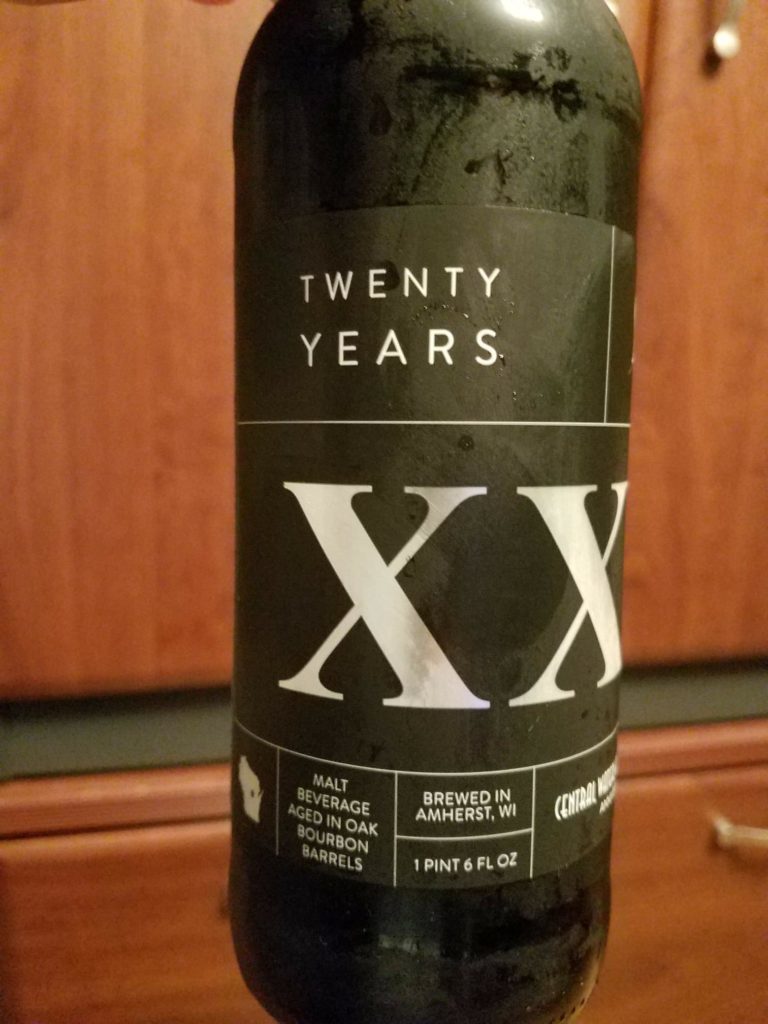 TWENTY
YEARS
XX
MALT
BEVERAGE
AGED IN OAK
BOURBON
BARRELS
BREWED IN
AMHERST, WI
1 PINT 6 FL OZ
CENTRAL